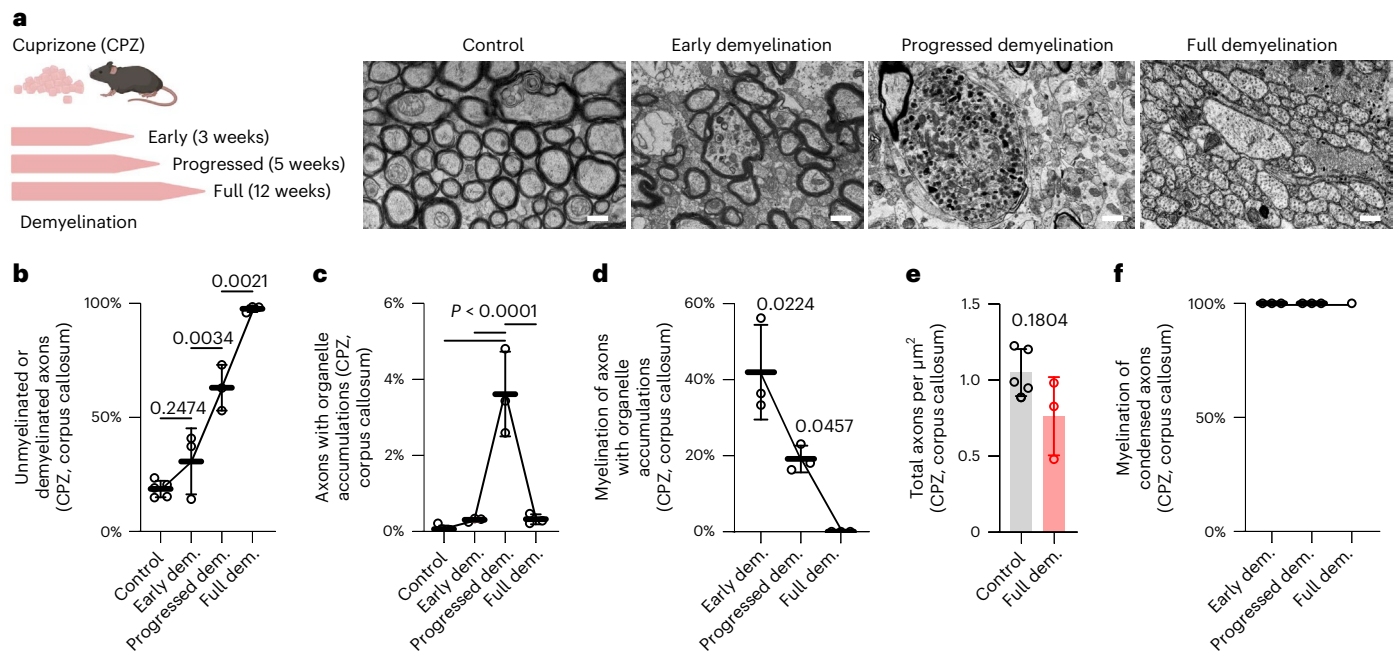 a
Cuprizone (CPZ)
Early (3 weeks)
Progressed (5 weeks)
Full (12 weeks)
Demyelination
Control
Early demyelination
Progressed demyelination
Full demyelination
b
Unmyelinated or
demyelinated axons
(CPZ, corpus callosum)
100%
50%
0%
0.2474
0.0034
0.0021
Control
Early dem.
Progressed dem.
Full dem.
c
Axons with organelle
accumulations (CPZ,
corpus callosum)
6%
4%
2%
0%
P < 0.0001
Control
Early dem.
Progressed dem.
Full dem.
d
Myelination of axons
with organelle
accumulations
(CPZ, corpus callosum)
60%
40%
20%
0%
0.0224
0.0457
Early dem.
Progressed dem.
Full dem.
e
Total axons per µm²
(CPZ, corpus callosum)
1.5
1.0
0.5
0
0.1804
Control
Full dem.
f
Myelination of
condensed axons
(CPZ, corpus callosum)
100%
50%
0%
Early dem.
Progressed dem.
Full dem.